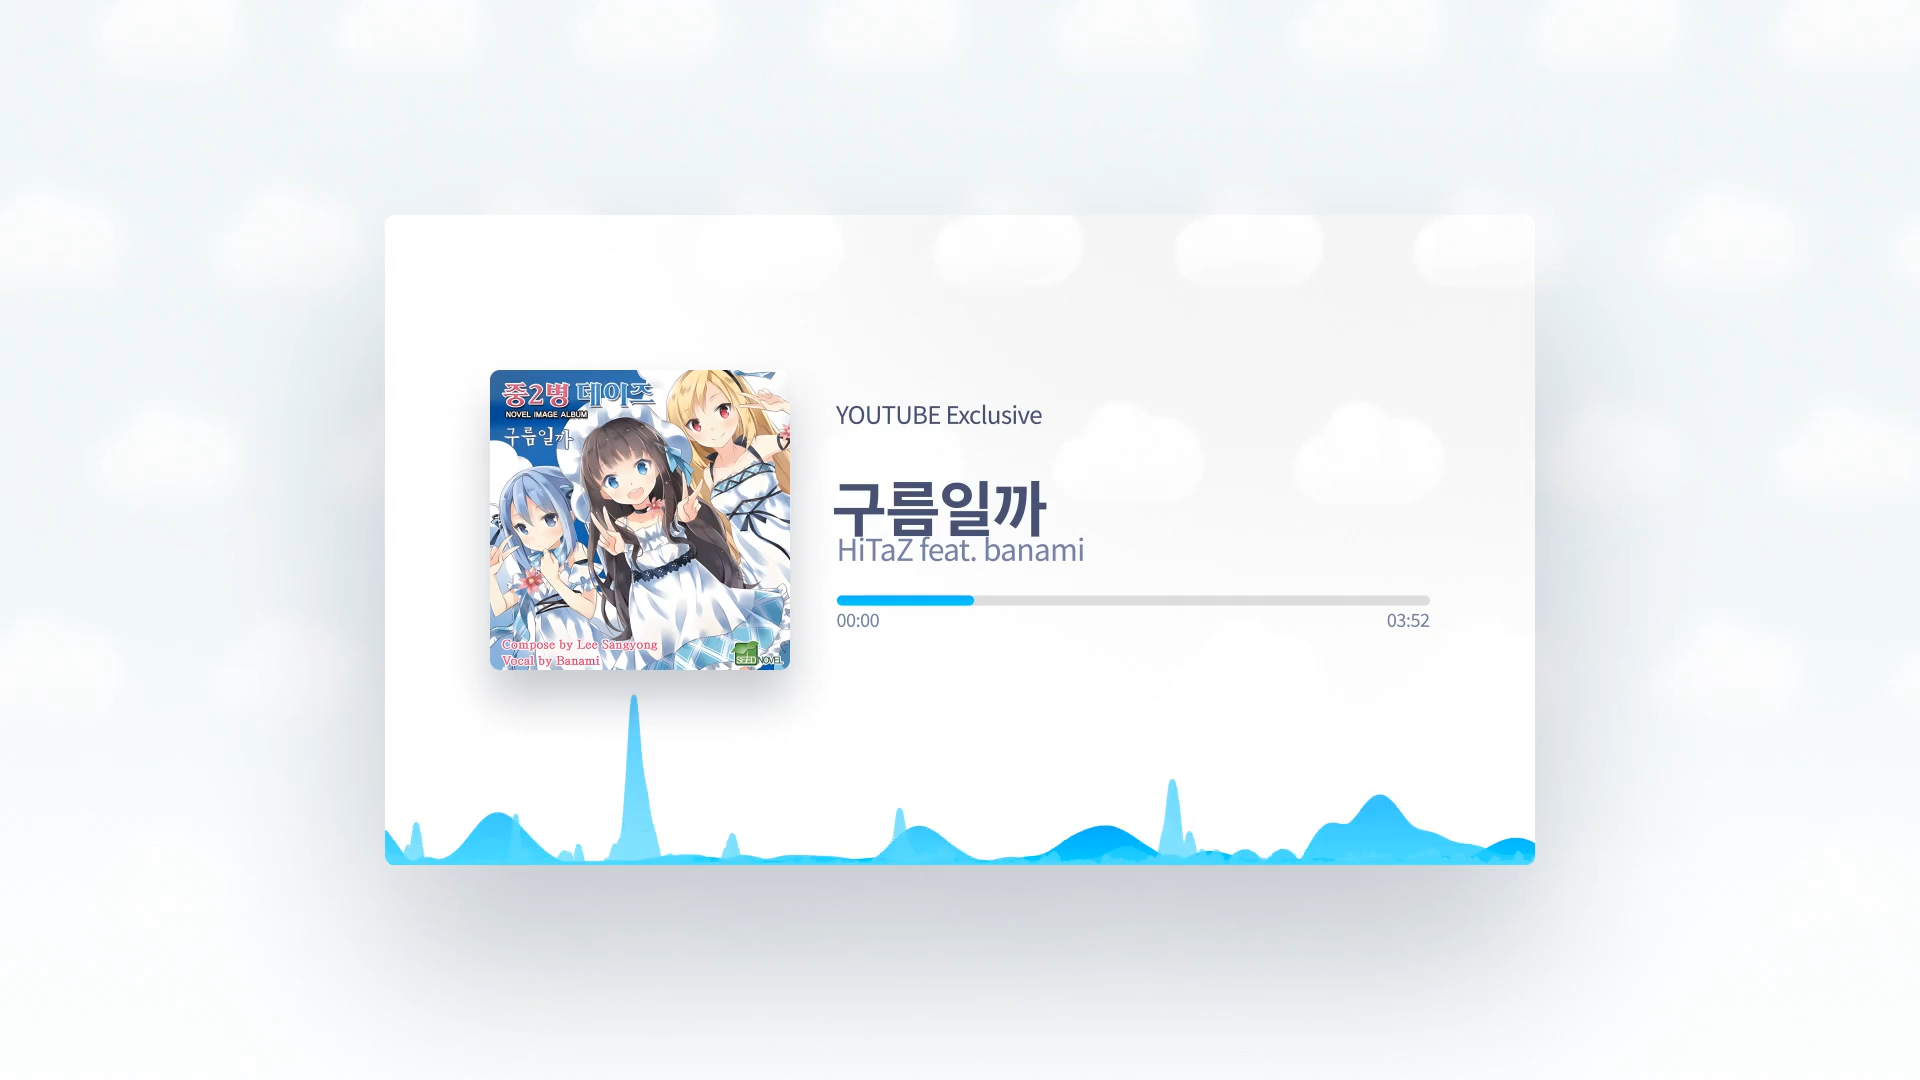 중2병 데이즈
NOVEL IMAGE ALBUM
구름일까
Compose by Lee Sangyong
Vocal by Banami
SEED NOVEL
YOUTUBE Exclusive
구름일까
HiTaZ feat. banami
00:00
03:52